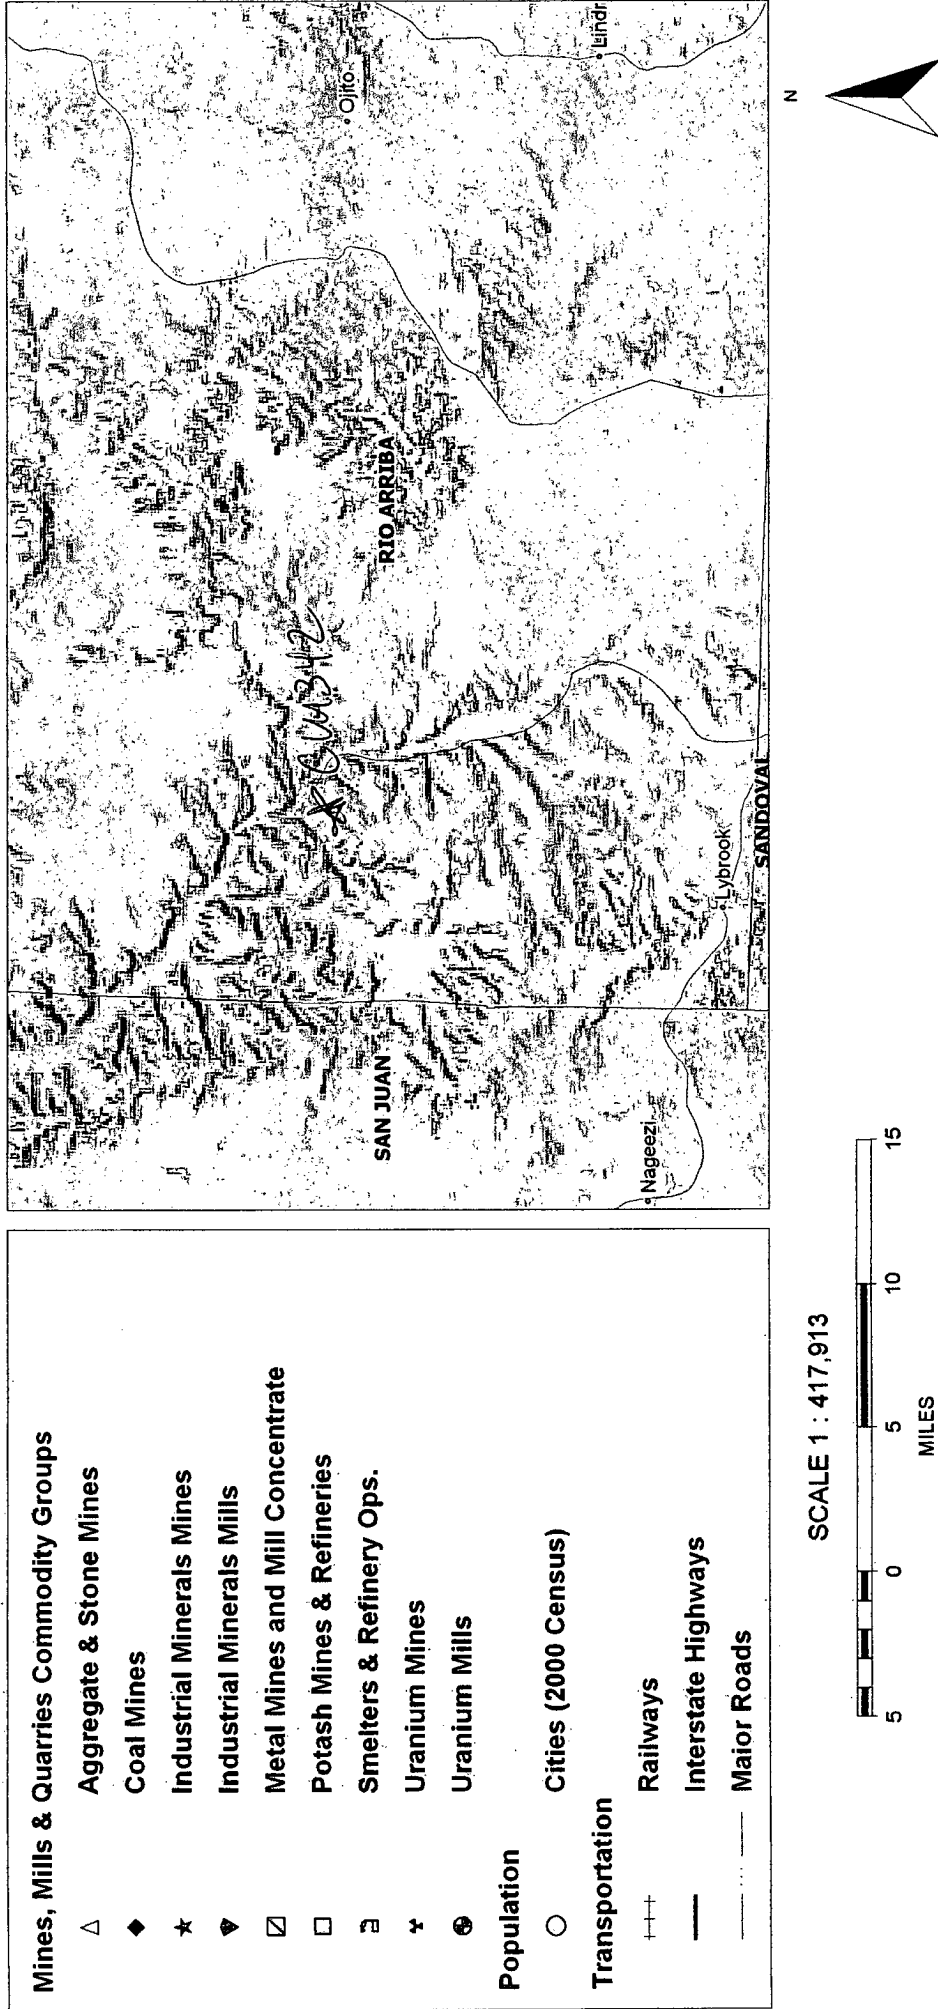 Mines, Mills & Quarries Commodity Groups
Aggregate & Stone Mines
Coal Mines
Industrial Minerals Mines
Industrial Minerals Mills
Metal Mines and Mill Concentrate
Potash Mines & Refineries
Smelters & Refinery Ops.
Uranium Mines
Uranium Mills
Population
Cities (2000 Census)
Transportation
Railways
Interstate Highways
Major Roads
Ojito
Lindr
RIO ARRIBA
SAN JUAN
Nageezi
Lybrook
SANDOVAL
N
SCALE 1 : 417,913
5 0 5 10 15
MILES